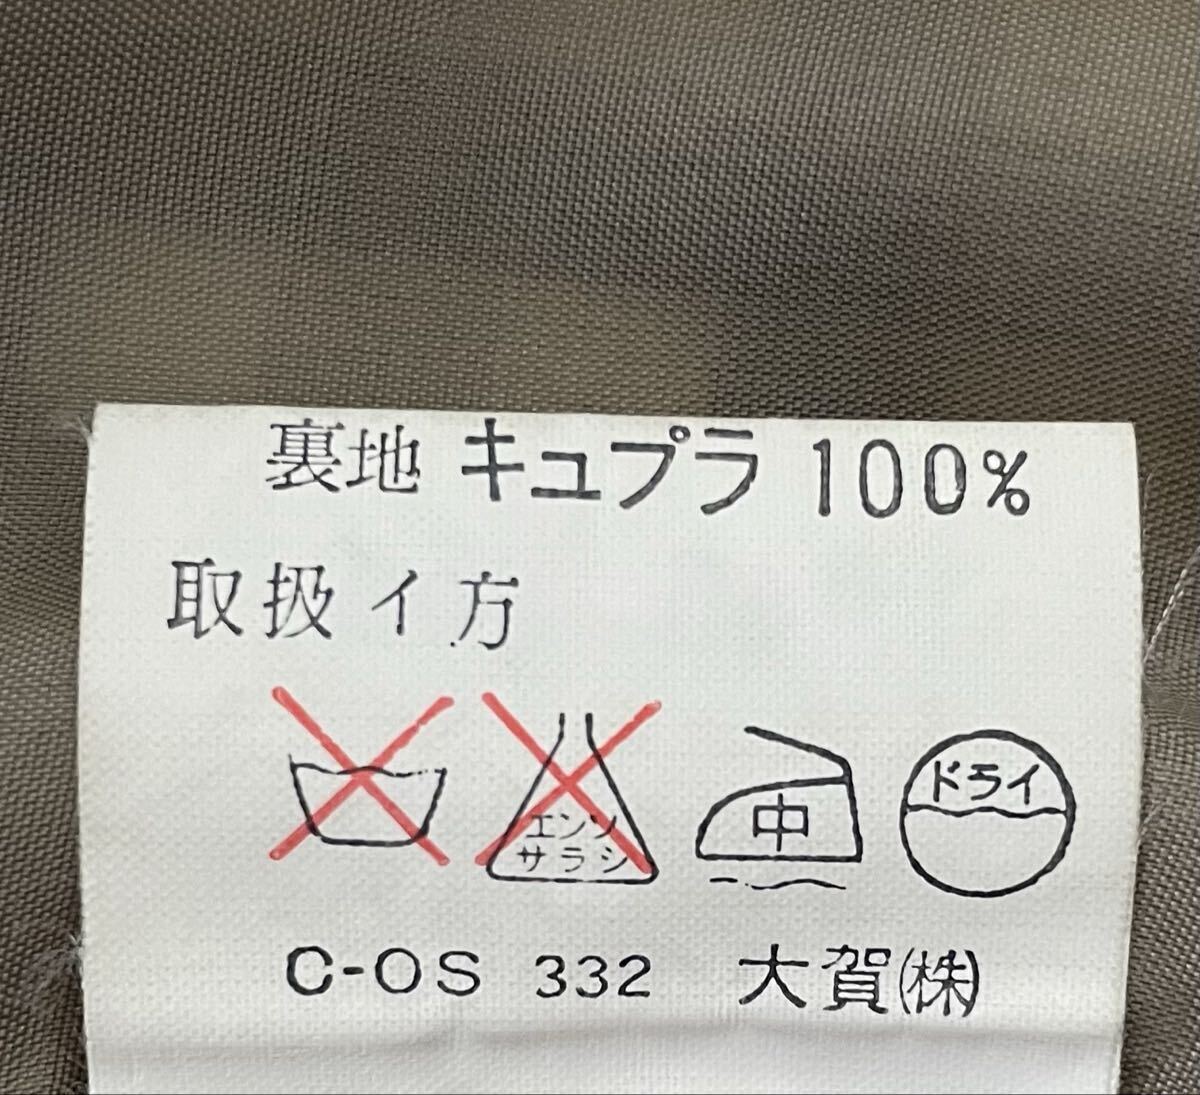 裏地 キュプラ 100%
取扱イ方
エンソ
サラシ
中
ドライ
C-OS 332 大賀(株)